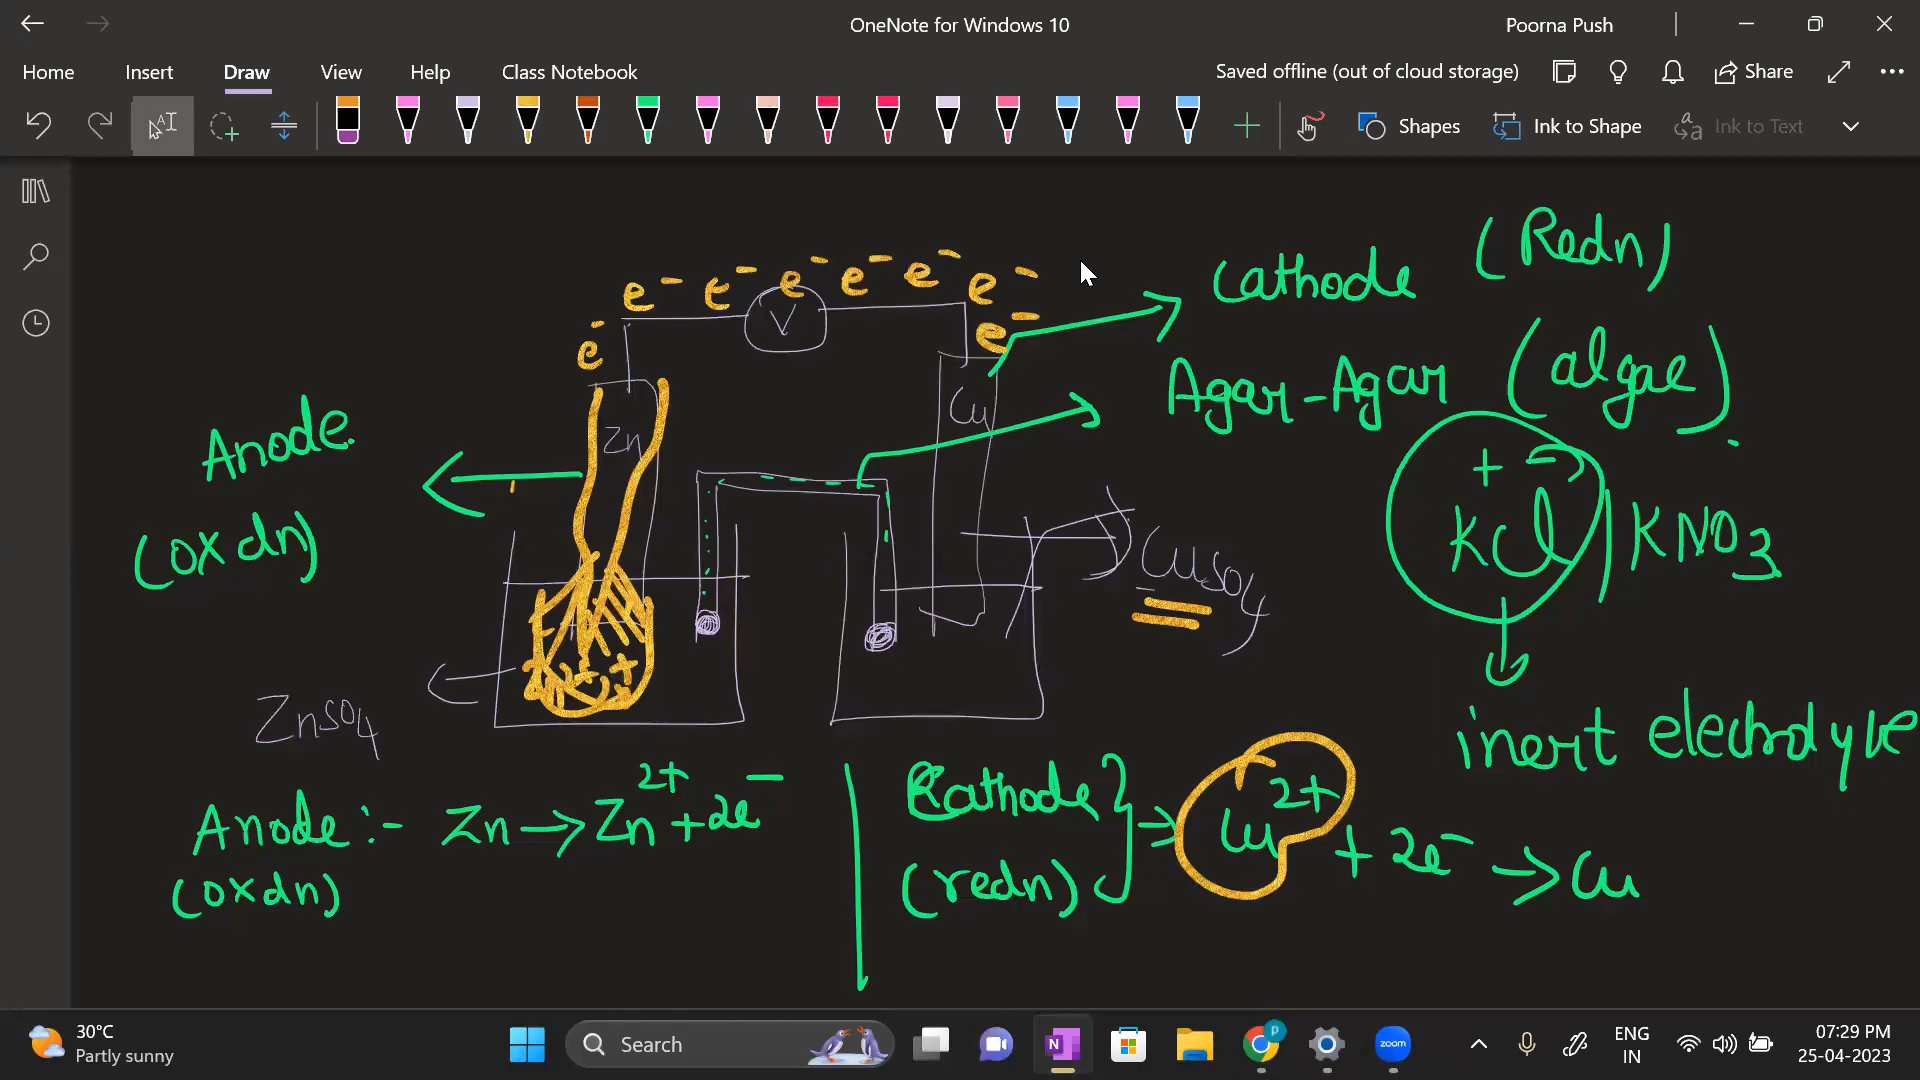 OneNote for Windows 10
Poorna Push
Home Insert Draw View Help Class Notebook
Saved offline (out of cloud storage)
Share
Shapes
Ink to Shape
Ink to Text
e- e- e- e- e- e-
e-
e-
V
Cathode (Redn)
Agar-Agar (algae)
Zn
Cu
Anode
(oxdn)
+ -
KCl | KNO3
CuSO4
ZnSO4
inert electrolyte
Anode :- Zn → Zn2+ + 2e-
(oxdn)
Cathode
(redn)
Cu2+ + 2e- → Cu
30°C
Partly sunny
Search
zoom
ENG
IN
07:29 PM
25-04-2023